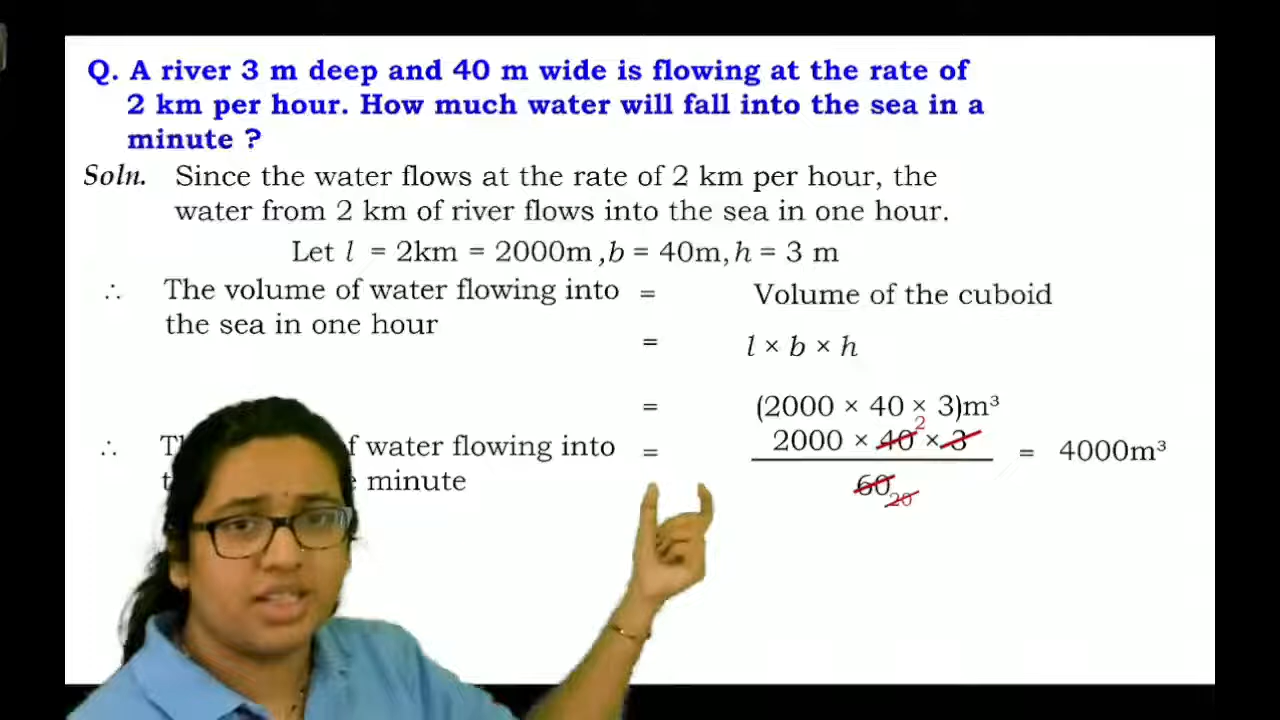 Q. A river 3 m deep and 40 m wide is flowing at the rate of
2 km per hour. How much water will fall into the sea in a
minute ?
Soln. Since the water flows at the rate of 2 km per hour, the
water from 2 km of river flows into the sea in one hour.
Let l = 2km = 2000m, b = 40m, h = 3 m
∴ The volume of water flowing into = Volume of the cuboid
the sea in one hour
= l × b × h
= (2000 × 40 × 3)m³
2
∴ f water flowing into = 2000 × 40 × 3 = 4000m³
minute
60
20